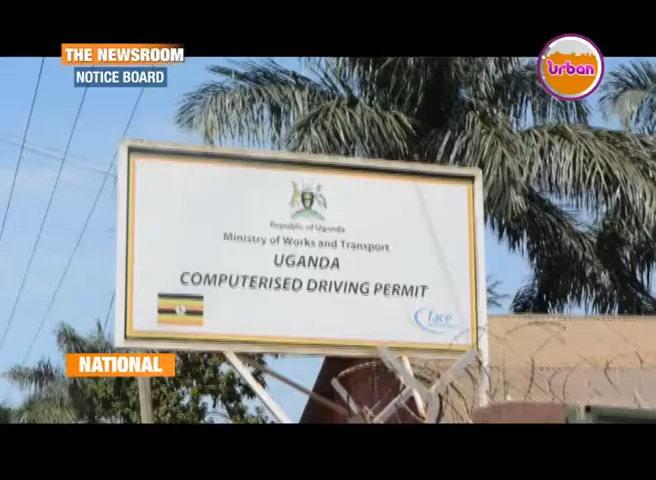 THE NEWSROOM
NOTICE BOARD
Urban
Republic of Uganda
Ministry of Works and Transport
UGANDA
COMPUTERISED DRIVING PERMIT
face
NATIONAL